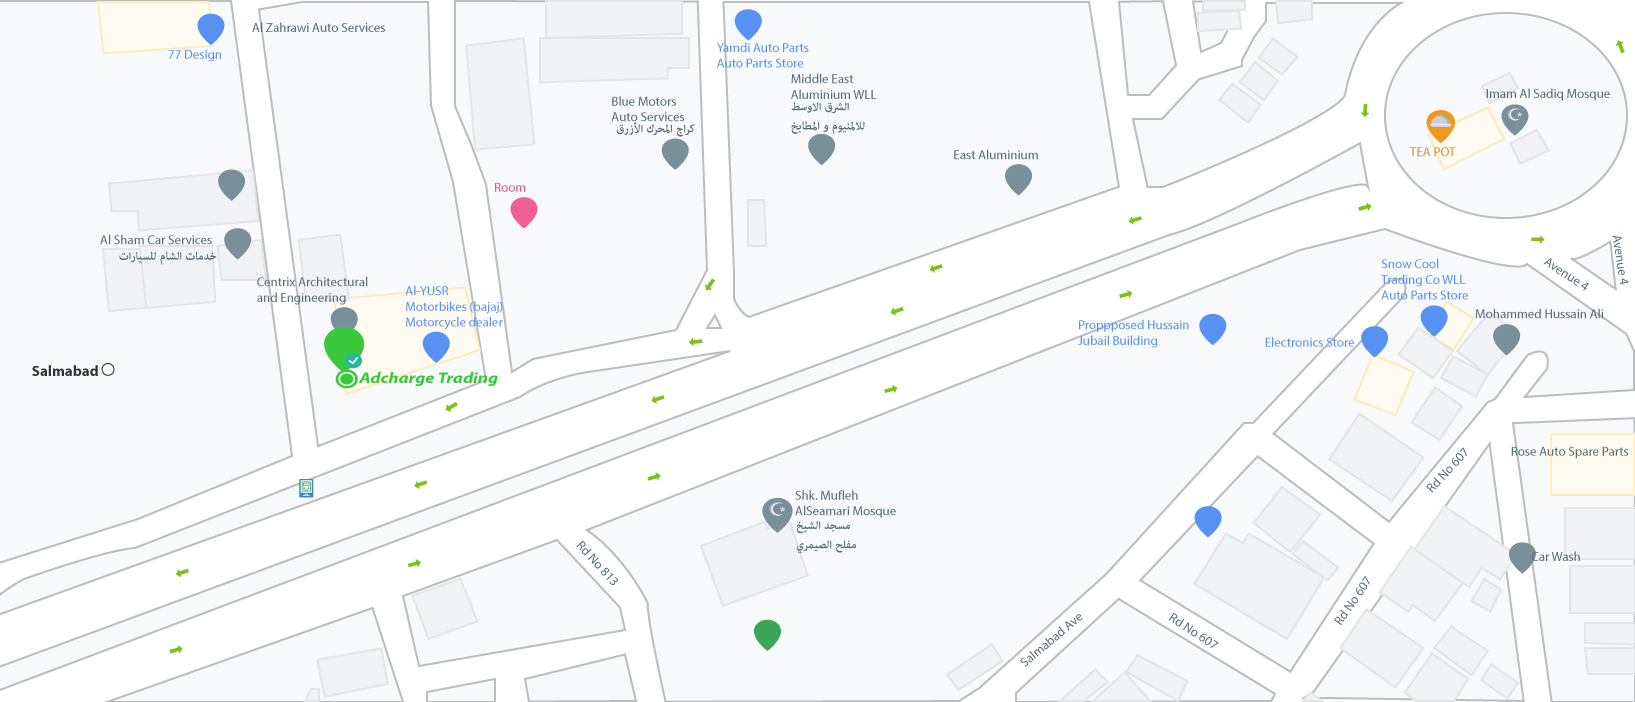 77 Design
Al Zahrawi Auto Services
Yamdi Auto Parts
Auto Parts Store
Middle East
Aluminium WLL
الشرق الاوسط
للالمنيوم و المطابخ
Blue Motors
Auto Services
كراج المحرك الأزرق
East Aluminium
Imam Al Sadiq Mosque
TEA POT
Room
Al Sham Car Services
خدمات الشام للسيارات
Centrix Architectural
and Engineering
Al-YUSR
Motorbikes (bajaj)
Motorcycle dealer
Salmabad
Adcharge Trading
Avenue 4
Avenue 4
Snow Cool
Trading Co WLL
Auto Parts Store
Mohammed Hussain Ali
Proppposed Hussain
Jubail Building
Electronics Store
Rose Auto Spare Parts
Rd No 607
Shk. Mufleh
AlSeamari Mosque
مسجد الشيخ
مفلح الصيمري
Rd No 813
Car Wash
Rd No 607
Rd No 607
Salmabad Ave